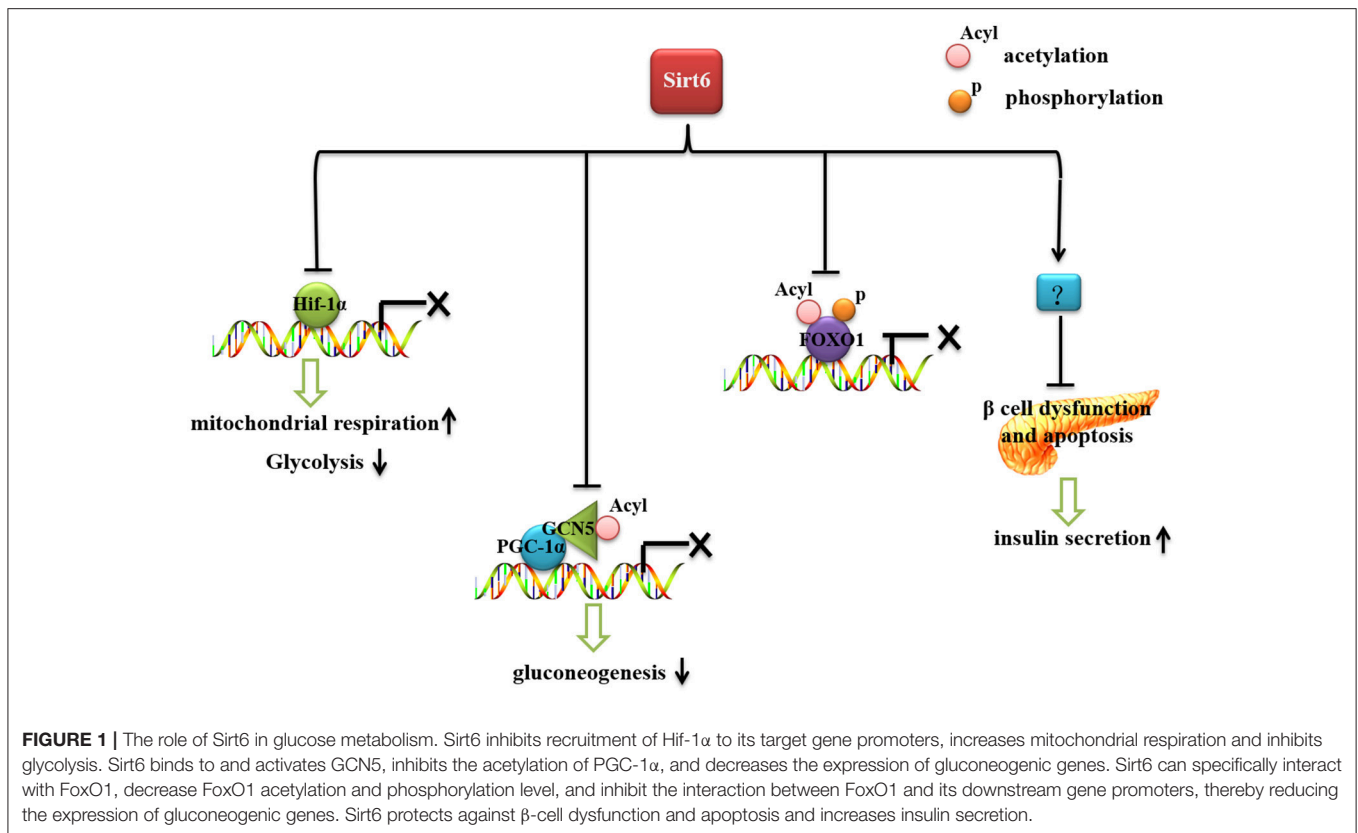 Acyl
acetylation
p
phosphorylation
Sirt6
Hif-1α
mitochondrial respiration
Glycolysis
Acyl
GCN5
PGC-1α
gluconeogenesis
Acyl
p
FOXO1
?
β cell dysfunction
and apoptosis
insulin secretion
FIGURE 1 | The role of Sirt6 in glucose metabolism. Sirt6 inhibits recruitment of Hif-1α to its target gene promoters, increases mitochondrial respiration and inhibits
glycolysis. Sirt6 binds to and activates GCN5, inhibits the acetylation of PGC-1α, and decreases the expression of gluconeogenic genes. Sirt6 can specifically interact
with FoxO1, decrease FoxO1 acetylation and phosphorylation level, and inhibit the interaction between FoxO1 and its downstream gene promoters, thereby reducing
the expression of gluconeogenic genes. Sirt6 protects against β-cell dysfunction and apoptosis and increases insulin secretion.